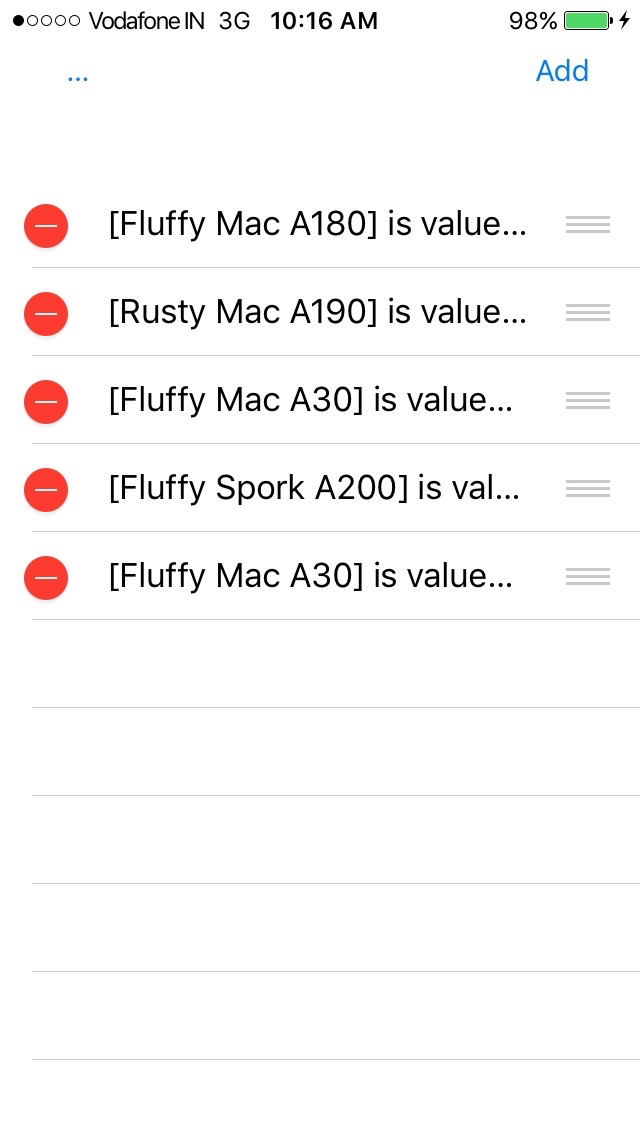 Vodafone IN 3G 10:16 AM 98%
... Add
[Fluffy Mac A180] is value...
[Rusty Mac A190] is value...
[Fluffy Mac A30] is value...
[Fluffy Spork A200] is val...
[Fluffy Mac A30] is value...